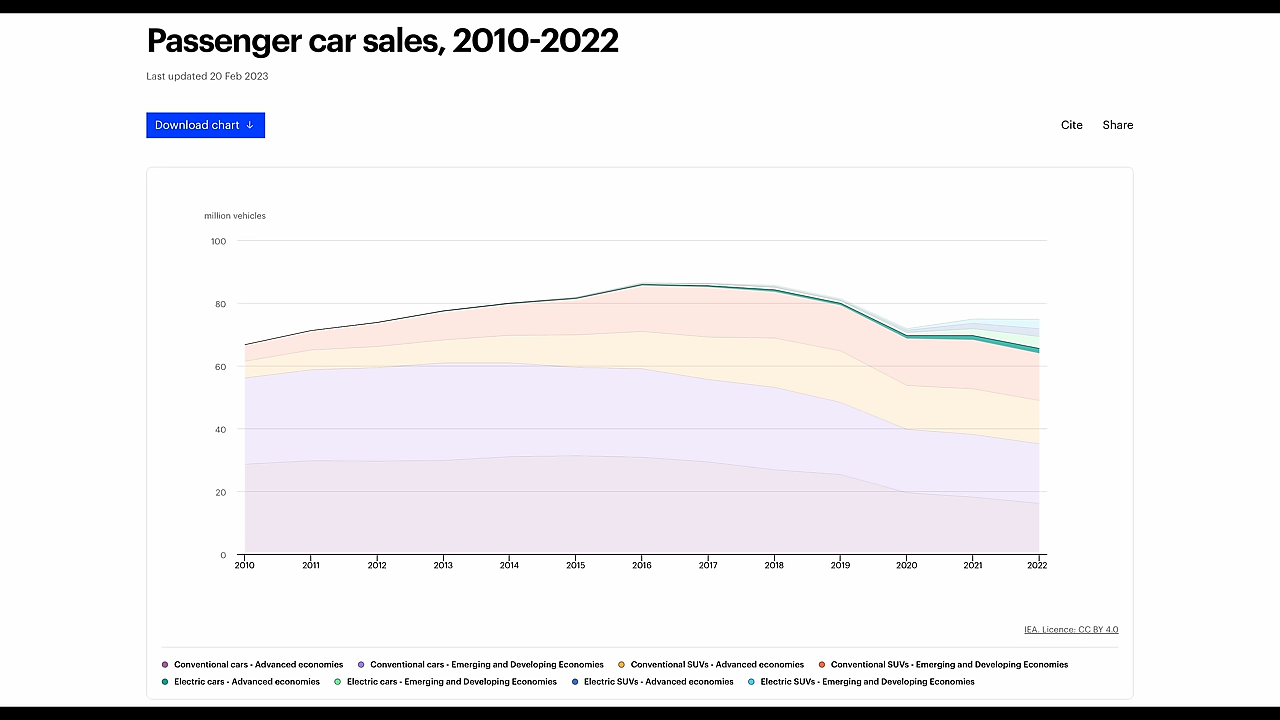 Passenger car sales, 2010-2022
Last updated 20 Feb 2023
Download chart ↓
Cite Share
million vehicles
100
80
60
40
20
0
2010 2011 2012 2013 2014 2015 2016 2017 2018 2019 2020 2021 2022
IEA. Licence: CC BY 4.0
Conventional cars - Advanced economies Conventional cars - Emerging and Developing Economies Conventional SUVs - Advanced economies Conventional SUVs - Emerging and Developing Economies
Electric cars - Advanced economies Electric cars - Emerging and Developing Economies Electric SUVs - Advanced economies Electric SUVs - Emerging and Developing Economies